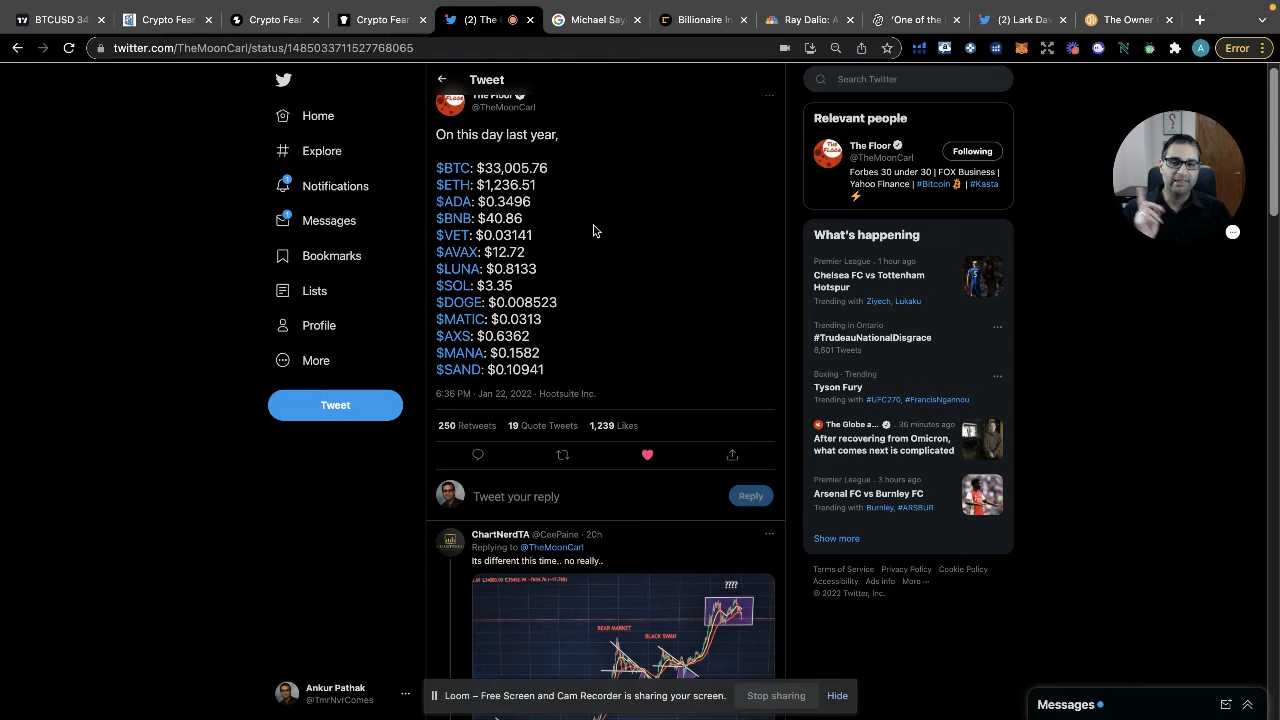 BTCUSD 34
Crypto Fear
Crypto Fear
Crypto Fear
(2) The
Michael Say
Billionaire In
Ray Dalio, A
'One of the
(2) Lark Dav
The Owner
twitter.com/TheMoonCarl/status/1485033711527768065
Error
Home
Explore
Notifications
1
Messages
1
Bookmarks
Lists
Profile
More
Tweet
Ankur Pathak
@TmrNvrComes
Tweet
The Floor
@TheMoonCarl
On this day last year,
$BTC: $33,005.76
$ETH: $1,236.51
$ADA: $0.3496
$BNB: $40.86
$VET: $0.03141
$AVAX: $12.72
$LUNA: $0.8133
$SOL: $3.35
$DOGE: $0.008523
$MATIC: $0.0313
$AXS: $0.6362
$MANA: $0.1582
$SAND: $0.10941
6:36 PM · Jan 22, 2022 · Hootsuite Inc.
250 Retweets 19 Quote Tweets 1,239 Likes
Tweet your reply
Reply
ChartNerdTA @CeePaine · 20h
Replying to @TheMoonCarl
Its different this time.. no really..
????
BEAR MARKET
BLACK SWAN
Loom – Free Screen and Cam Recorder is sharing your screen.
Stop sharing
Hide
Search Twitter
Relevant people
The Floor
@TheMoonCarl
Following
Forbes 30 under 30 | FOX Business |
Yahoo Finance | #Bitcoin | #Kasta
What's happening
Premier League · 1 hour ago
Chelsea FC vs Tottenham
Hotspur
Trending with Ziyech, Lukaku
Trending in Ontario
#TrudeauNationalDisgrace
8,601 Tweets
Boxing · Trending
Tyson Fury
Trending with #UFC270, #FrancisNgannou
The Globe a... · 36 minutes ago
After recovering from Omicron,
what comes next is complicated
Premier League · 3 hours ago
Arsenal FC vs Burnley FC
Trending with Burnley, #ARSBUR
Show more
Terms of Service Privacy Policy Cookie Policy
Accessibility Ads info More
© 2022 Twitter, Inc.
Messages